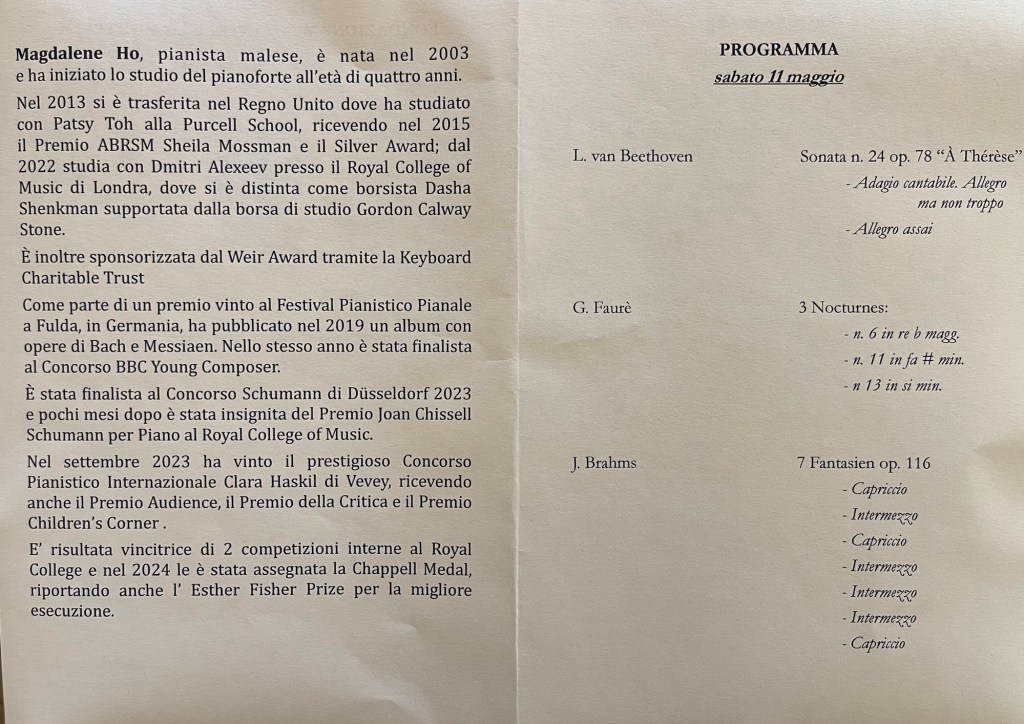 Magdalene Ho, pianista malese, è nata nel 2003
e ha iniziato lo studio del pianoforte all'età di quattro anni.
Nel 2013 si è trasferita nel Regno Unito dove ha studiato
con Patsy Toh alla Purcell School, ricevendo nel 2015
il Premio ABRSM Sheila Mossman e il Silver Award; dal
2022 studia con Dmitri Alexeev presso il Royal College of
Music di Londra, dove si è distinta come borsista Dasha
Shenkman supportata dalla borsa di studio Gordon Calway
Stone.
È inoltre sponsorizzata dal Weir Award tramite la Keyboard
Charitable Trust
Come parte di un premio vinto al Festival Pianistico Pianale
a Fulda, in Germania, ha pubblicato nel 2019 un album con
opere di Bach e Messiaen. Nello stesso anno è stata finalista
al Concorso BBC Young Composer.
È stata finalista al Concorso Schumann di Düsseldorf 2023
e pochi mesi dopo è stata insignita del Premio Joan Chissell
Schumann per Piano al Royal College of Music.
Nel settembre 2023 ha vinto il prestigioso Concorso
Pianistico Internazionale Clara Haskil di Vevey, ricevendo
anche il Premio Audience, il Premio della Critica e il Premio
Children's Corner .
E' risultata vincitrice di 2 competizioni interne al Royal
College e nel 2024 le è stata assegnata la Chappell Medal,
riportando anche l' Esther Fisher Prize per la migliore
esecuzione.
PROGRAMMA
sabato 11 maggio
L. van Beethoven
Sonata n. 24 op. 78 "À Thérèse"
- Adagio cantabile. Allegro
ma non troppo
- Allegro assai
G. Faurè
3 Nocturnes:
- n. 6 in re b magg.
- n. 11 in fa # min.
- n 13 in si min.
J. Brahms
7 Fantasien op. 116
- Capriccio
- Intermezzo
- Capriccio
- Intermezzo
- Intermezzo
- Intermezzo
- Capriccio